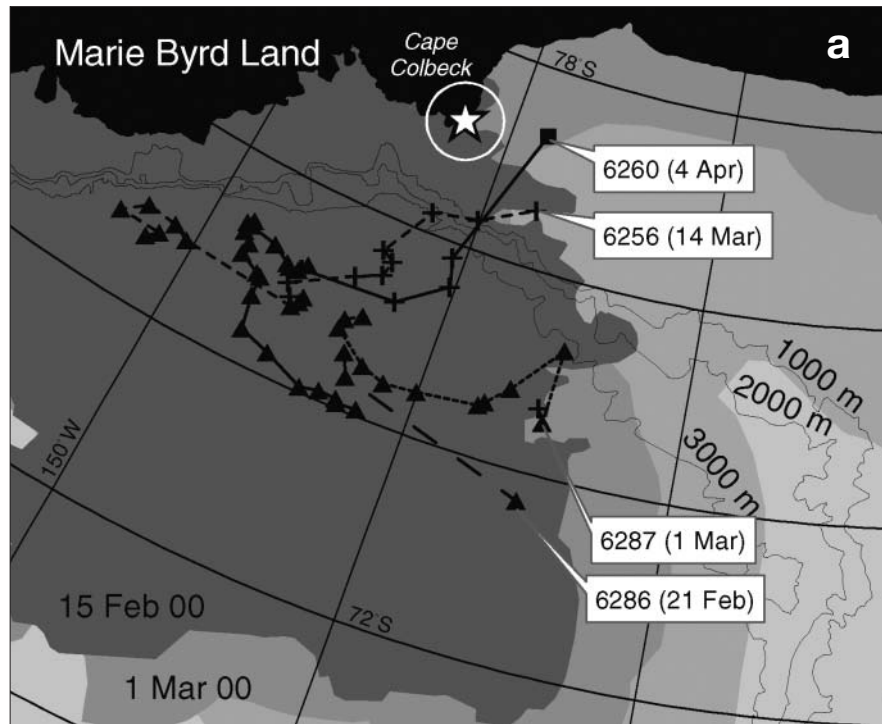 a
Marie Byrd Land
Cape
Colbeck
78°S
6260 (4 Apr)
6256 (14 Mar)
1000 m
2000 m
3000 m
150°W
6287 (1 Mar)
6286 (21 Feb)
15 Feb 00
72°S
1 Mar 00